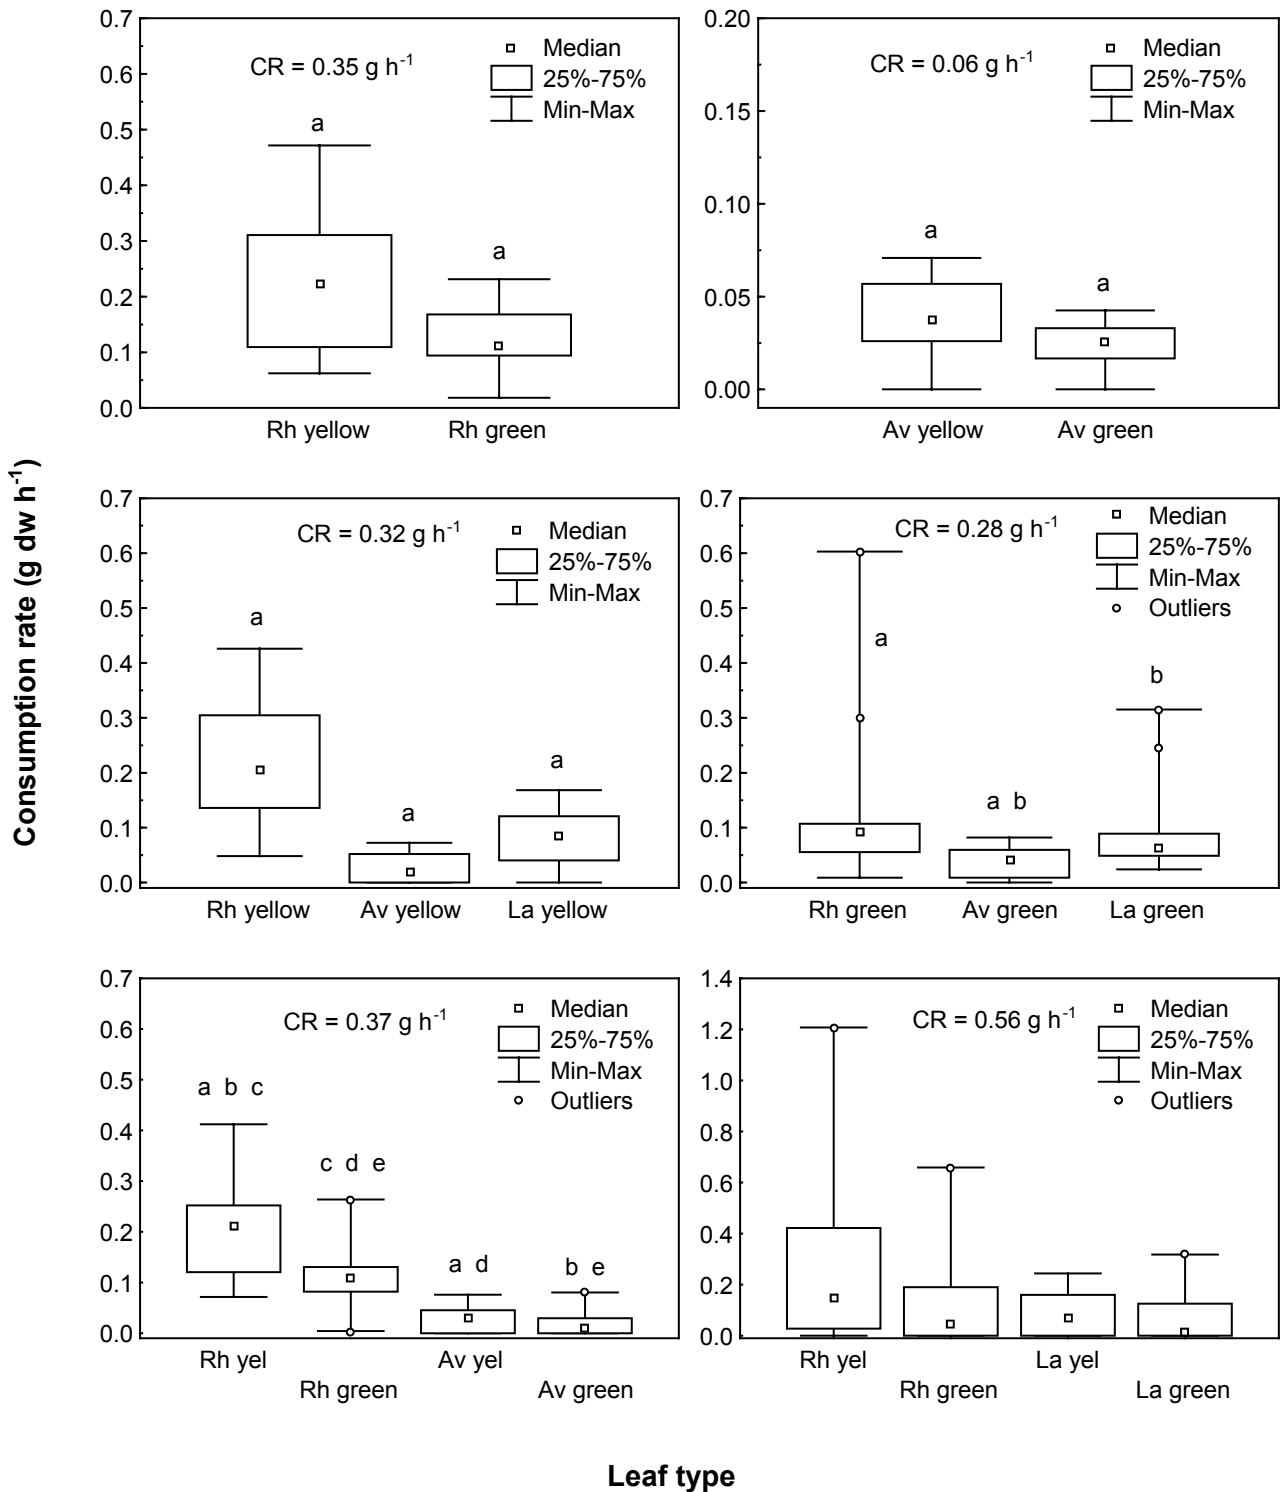 Consumption rate (g dw h⁻¹)
0.7
0.6
0.5
0.4
0.3
0.2
0.1
0.0
CR = 0.35 g h⁻¹
Median
25%-75%
Min-Max
a
a
Rh yellow
Rh green
0.20
0.15
0.10
0.05
0.00
CR = 0.06 g h⁻¹
Median
25%-75%
Min-Max
a
a
Av yellow
Av green
0.7
0.6
0.5
0.4
0.3
0.2
0.1
0.0
CR = 0.32 g h⁻¹
Median
25%-75%
Min-Max
a
a
a
Rh yellow
Av yellow
La yellow
0.7
0.6
0.5
0.4
0.3
0.2
0.1
0.0
CR = 0.28 g h⁻¹
Median
25%-75%
Min-Max
Outliers
a
a b
b
Rh green
Av green
La green
0.7
0.6
0.5
0.4
0.3
0.2
0.1
0.0
CR = 0.37 g h⁻¹
Median
25%-75%
Min-Max
Outliers
a b c
c d e
a d
b e
Rh yel
Rh green
Av yel
Av green
1.4
1.2
1.0
0.8
0.6
0.4
0.2
0.0
CR = 0.56 g h⁻¹
Median
25%-75%
Min-Max
Outliers
Rh yel
Rh green
La yel
La green
Leaf type